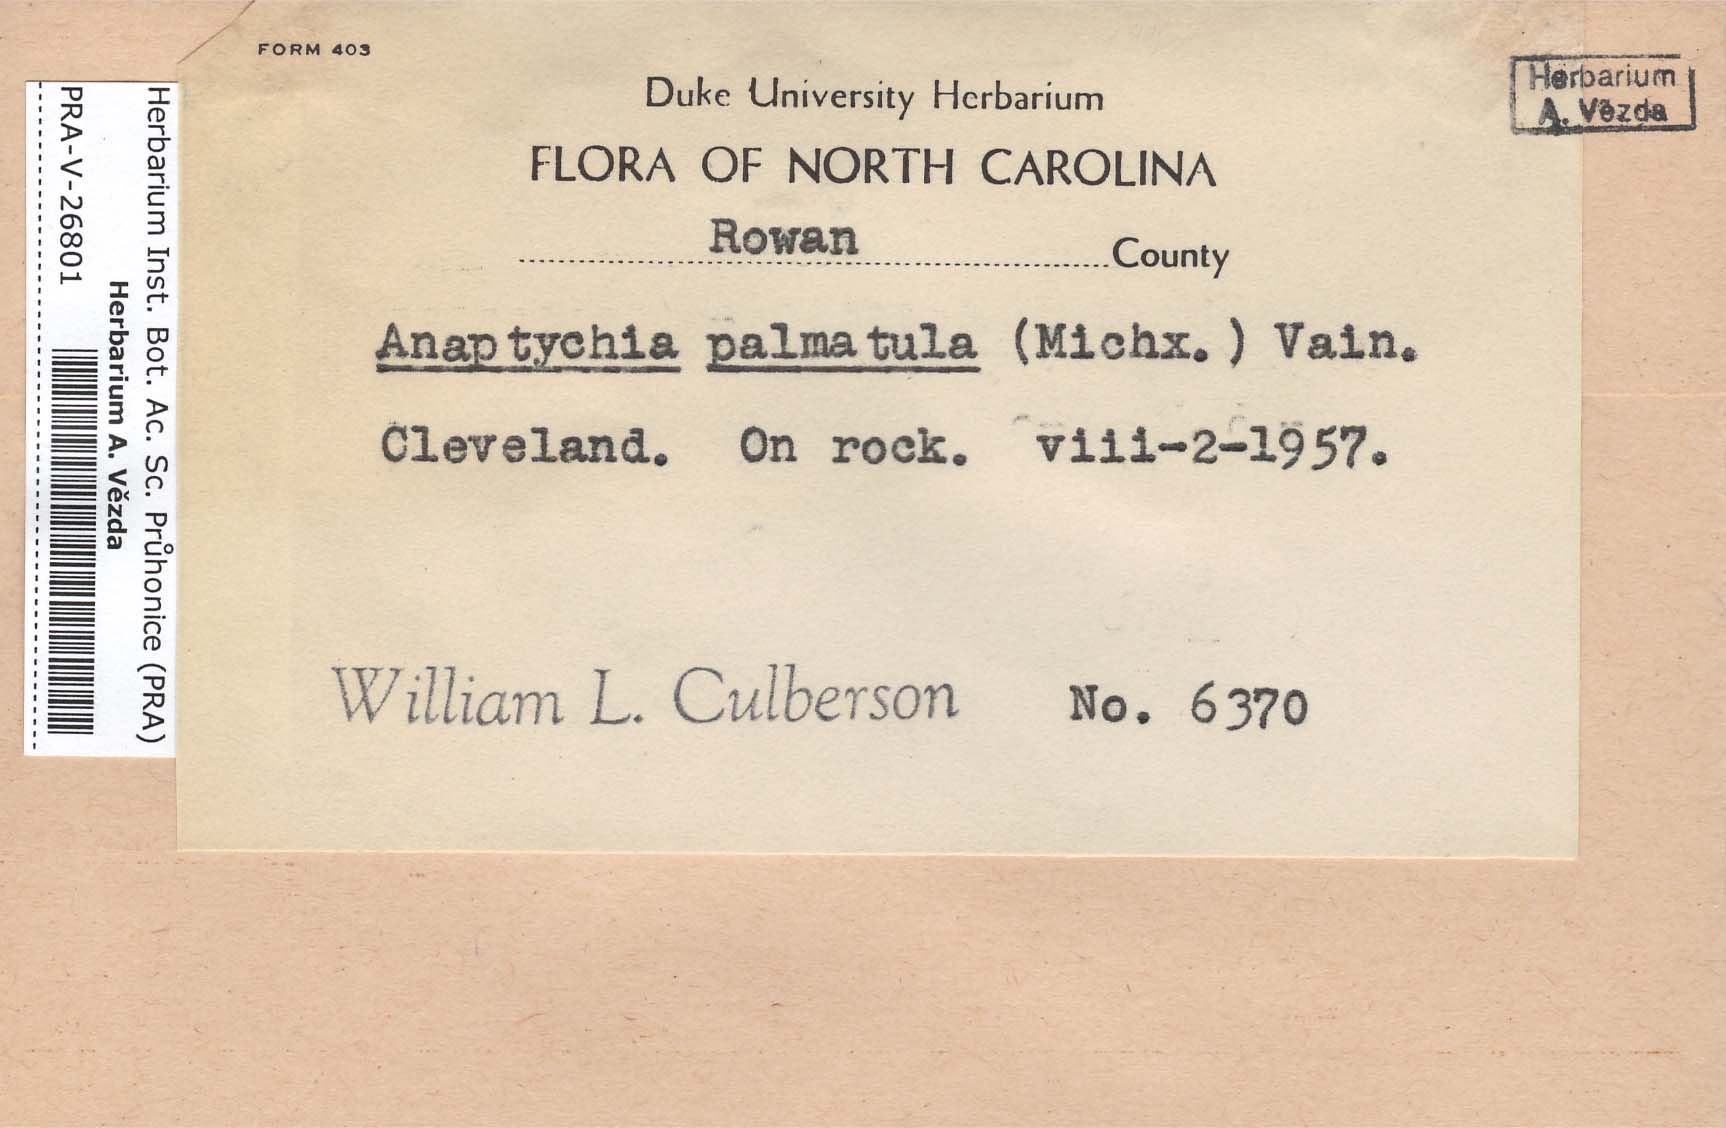 FORM 403
Duke University Herbarium
FLORA OF NORTH CAROLINA
Rowan County
Anaptychia palmatula (Michx.) Vain.
Cleveland. On rock. viii-2-1957.
William L. Culberson No. 6370
Herbarium
A. Vězda
Herbarium Inst. Bot. Ac. Sc. Průhonice (PRA)
Herbarium A. Vězda
PRA-V-26801